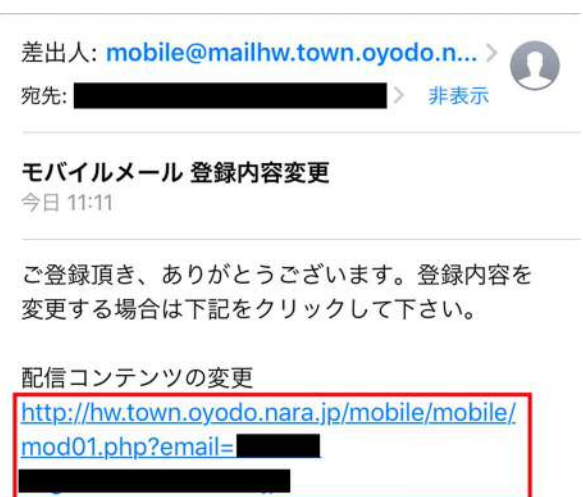 差出人: mobile@mailhw.town.oyodo.n...
宛先: 非表示
モバイルメール 登録内容変更
今日 11:11
ご登録頂き、ありがとうございます。登録内容を
変更する場合は下記をクリックして下さい。
配信コンテンツの変更
http://hw.town.oyodo.nara.jp/mobile/mobile/
mod01.php?email=